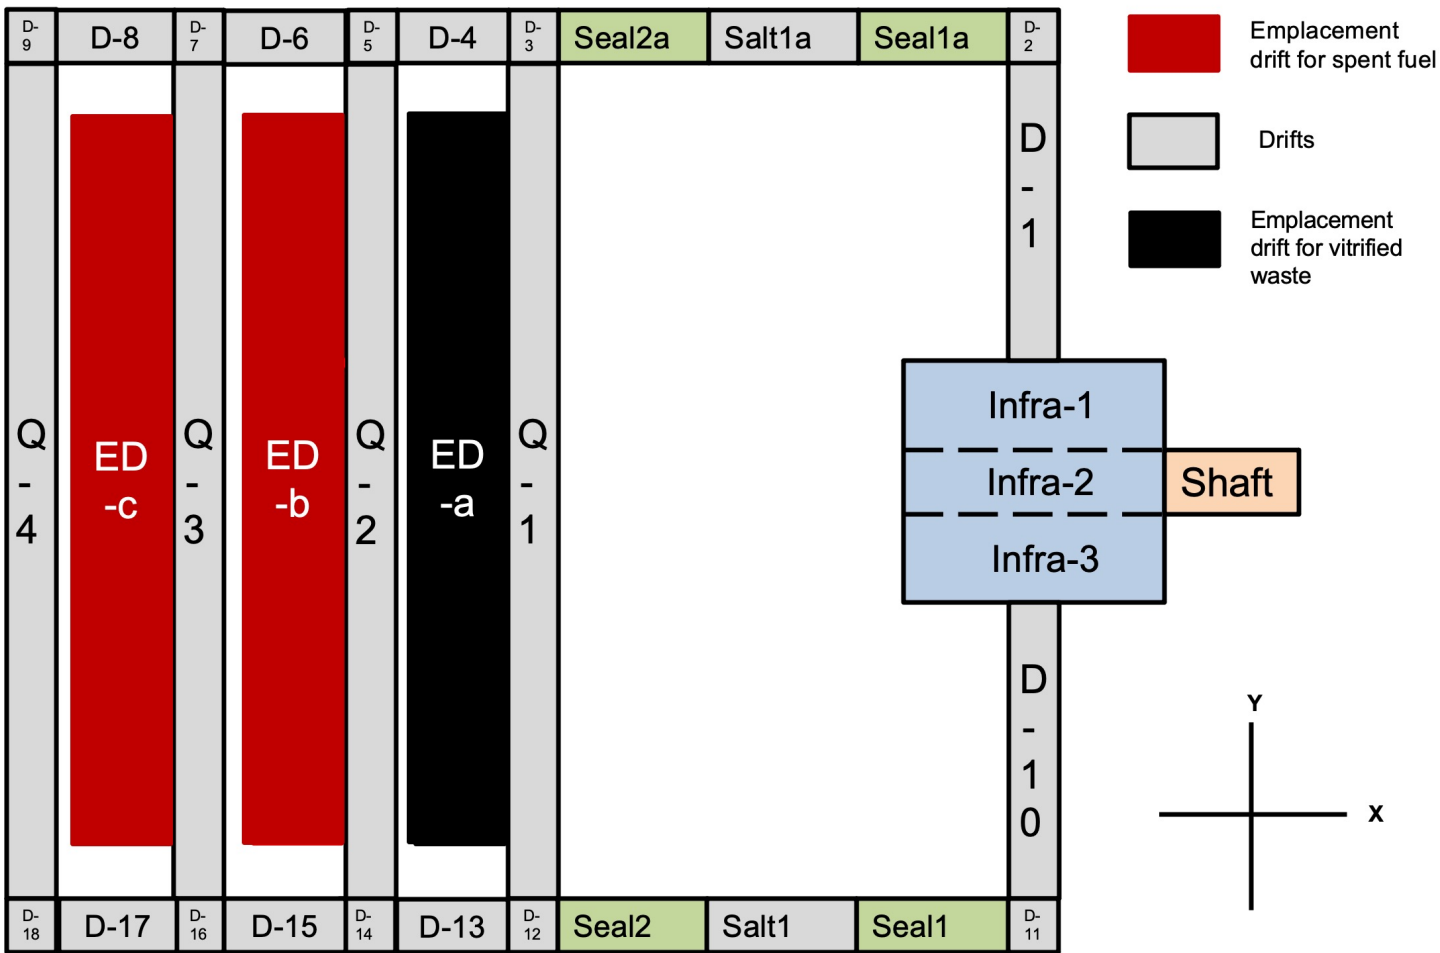 D-
9
D-8
D-
7
D-6
D-
5
D-4
D-
3
Seal2a
Salt1a
Seal1a
D-
2
Emplacement
drift for spent fuel
Drifts
Emplacement
drift for vitrified
waste
D
-
1
Infra-1
Infra-2
Infra-3
Shaft
Q
-
4
ED
-c
Q
-
3
ED
-b
Q
-
2
ED
-a
Q
-
1
D
-
1
0
Y
X
D-
18
D-17
D-
16
D-15
D-
14
D-13
D-
12
Seal2
Salt1
Seal1
D-
11